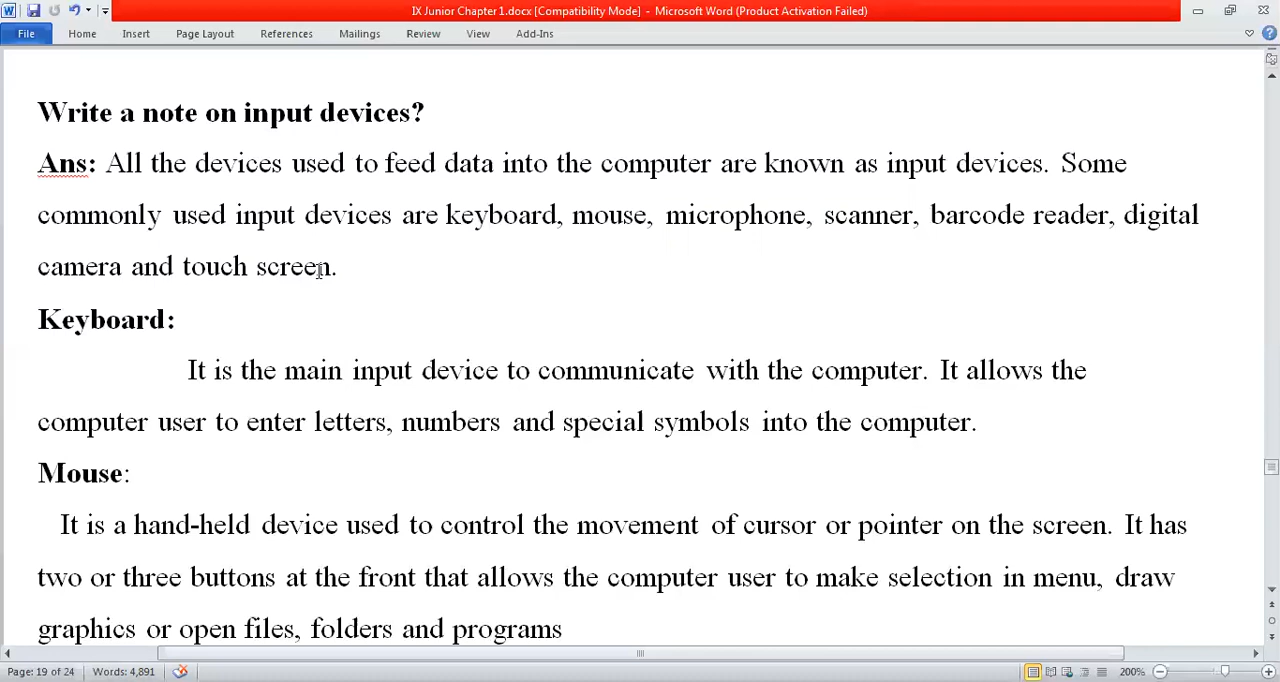 IX Junior Chapter 1.docx [Compatibility Mode] - Microsoft Word (Product Activation Failed)
File Home Insert Page Layout References Mailings Review View Add-Ins
Write a note on input devices?
Ans: All the devices used to feed data into the computer are known as input devices. Some
commonly used input devices are keyboard, mouse, microphone, scanner, barcode reader, digital
camera and touch screen.
Keyboard:
It is the main input device to communicate with the computer. It allows the
computer user to enter letters, numbers and special symbols into the computer.
Mouse:
It is a hand-held device used to control the movement of cursor or pointer on the screen. It has
two or three buttons at the front that allows the computer user to make selection in menu, draw
graphics or open files, folders and programs
Page: 19 of 24 Words: 4,891 200%